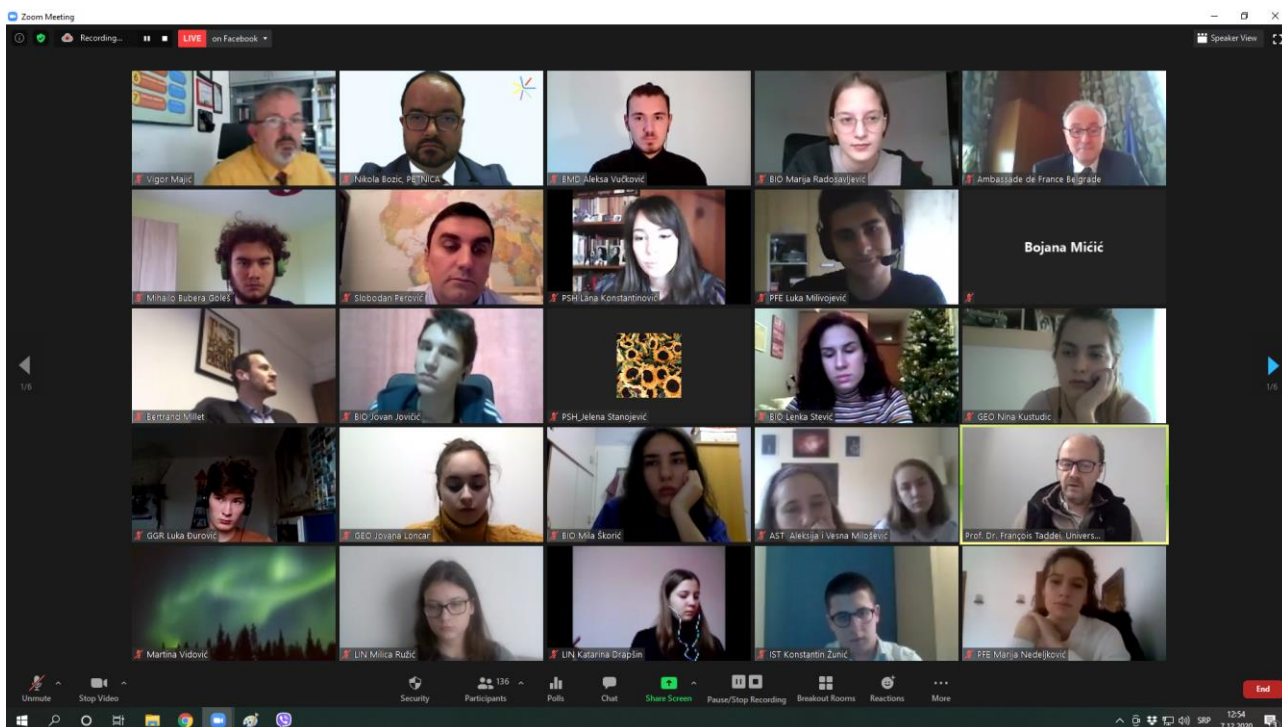 Zoom Meeting
Recording...
LIVE on Facebook
Speaker View
Vigor Majić
Nikola Bozic, PETNICA
BMD Aleksa Vučković
BIO Marija Radosavljević
Ambassade de France Belgrade
Mihailo Bubera Goleš
Slobodan Perović
PSH Lana Konstantinović
PFE Luka Milivojević
Bojana Mićić
1/6
1/6
Bertrand Millet
BIO Jovan Jovičić
PSH_Jelena Stanojević
BIO Lenka Stević
GEO Nina Kustudic
GGR Luka Đurović
GEO Jovana Loncar
BIO Mila Škorić
AST Aleksija i Vesna Milošević
Prof. Dr. François Taddei, Univers...
Martina Vidović
LIN Milica Ružić
LIN Katarina Drapšin
IST Konstantin Žunić
PFE Marija Nedeljković
Unmute
Stop Video
Security
Participants
136
Polls
Chat
Share Screen
Pause/Stop Recording
Breakout Rooms
Reactions
More
End
SRP
12:54
7.12.2020.